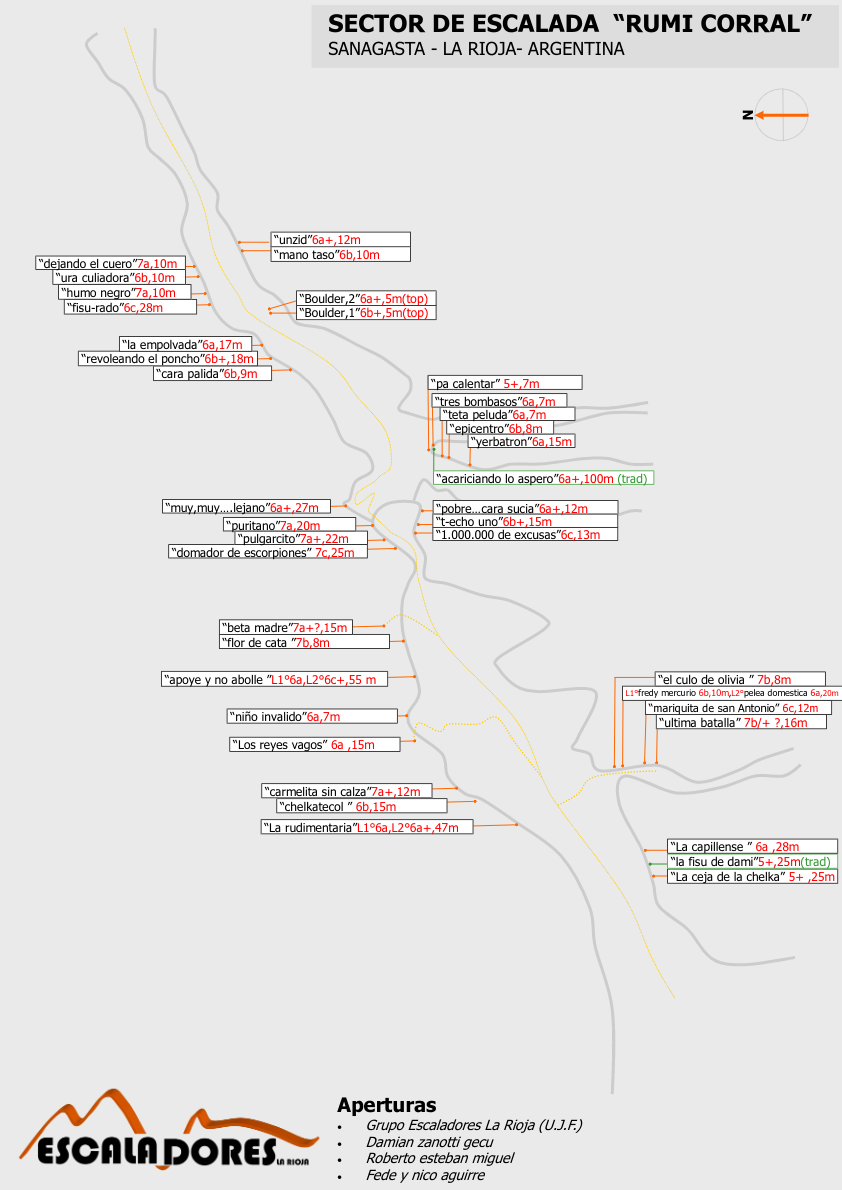 SECTOR DE ESCALADA “RUMI CORRAL”
SANAGASTA - LA RIOJA- ARGENTINA
N
“unzid”6a+,12m
“mano taso”6b,10m
“dejando el cuero”7a,10m
“ura culiadora”6b,10m
“humo negro”7a,10m
“fisu-rado”6c,28m
“Boulder,2”6a+,5m(top)
“Boulder,1”6b+,5m(top)
“la empolvada”6a,17m
“revoleando el poncho”6b+,18m
“cara palida”6b,9m
“pa calentar” 5+,7m
“tres bombasos”6a,7m
“teta peluda”6a,7m
“epicentro”6b,8m
“yerbatron”6a,15m
“acariciando lo aspero”6a+,100m (trad)
“muy,muy....lejano”6a+,27m
“puritano”7a,20m
“pulgarcito”7a+,22m
“domador de escorpiones” 7c,25m
“pobre...cara sucia”6a+,12m
“t-echo uno”6b+,15m
“1.000.000 de excusas”6c,13m
“beta madre”7a+?,15m
“flor de cata ”7b,8m
“apoye y no abolle ”L1°6a,L2°6c+,55 m
“niño invalido”6a,7m
“Los reyes vagos” 6a ,15m
“el culo de olivia ” 7b,8m
L1°fredy mercurio 6b,10m,L2°pelea domestica 6a,20m
“mariquita de san Antonio” 6c,12m
“ultima batalla” 7b/+ ?,16m
“carmelita sin calza”7a+,12m
“chelkatecol ” 6b,15m
“La rudimentaria”L1°6a,L2°6a+,47m
“La capillense ” 6a ,28m
“la fisu de dami”5+,25m(trad)
“La ceja de la chelka” 5+ ,25m
ESCALADORES
LA RIOJA
Aperturas
• Grupo Escaladores La Rioja (U.J.F.)
• Damian zanotti gecu
• Roberto esteban miguel
• Fede y nico aguirre